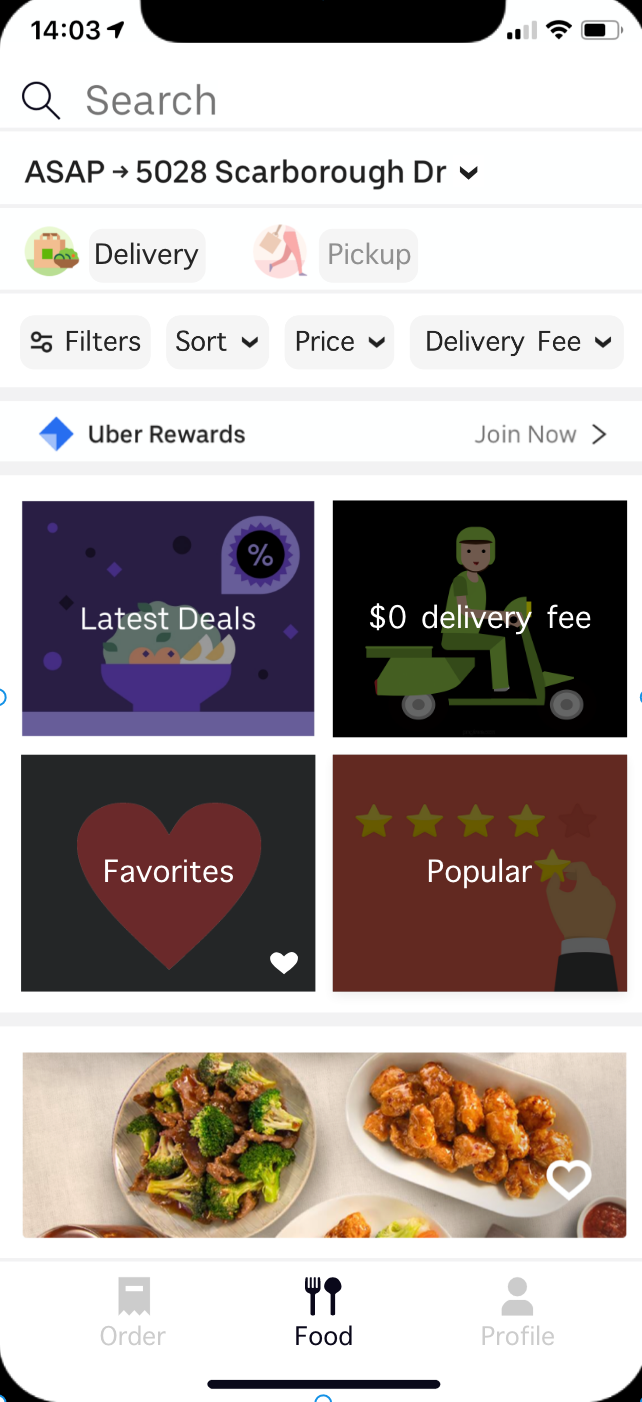 14:03
Search
ASAP → 5028 Scarborough Dr
Delivery Pickup
Filters Sort Price Delivery Fee
Uber Rewards Join Now
%
Latest Deals $0 delivery fee
Favorites Popular
Order Food Profile